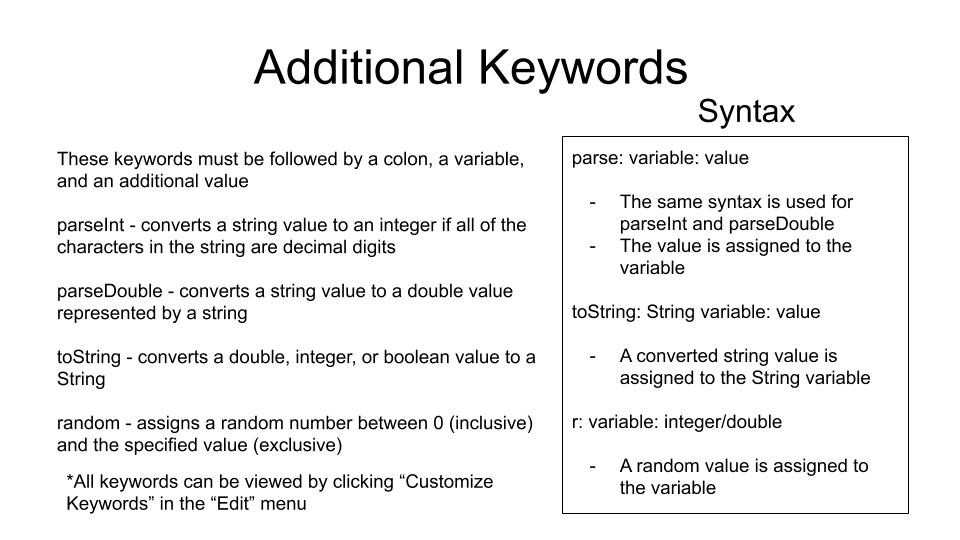 Additional Keywords
Syntax
These keywords must be followed by a colon, a variable,
and an additional value
parseInt - converts a string value to an integer if all of the
characters in the string are decimal digits
parseDouble - converts a string value to a double value
represented by a string
toString - converts a double, integer, or boolean value to a
String
random - assigns a random number between 0 (inclusive)
and the specified value (exclusive)
*All keywords can be viewed by clicking “Customize
Keywords” in the “Edit” menu
parse: variable: value
- The same syntax is used for
parseInt and parseDouble
- The value is assigned to the
variable
toString: String variable: value
- A converted string value is
assigned to the String variable
r: variable: integer/double
- A random value is assigned to
the variable